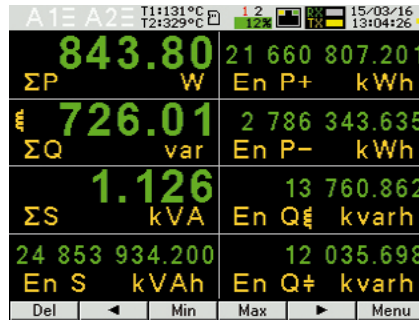 A1 A2 T1:131°C T2:329°C 1 2 12% RX TX 15/03/16 13:04:26
843.80 21 660 807.201
ΣP W En P+ kWh
726.01 2 786 343.635
ΣQ var En P− kWh
1.126 13 760.862
ΣS kVA En Q kvarh
24 853 934.200 12 035.698
En S kVAh En Q kvarh
Del ◄ Min Max ► Menu